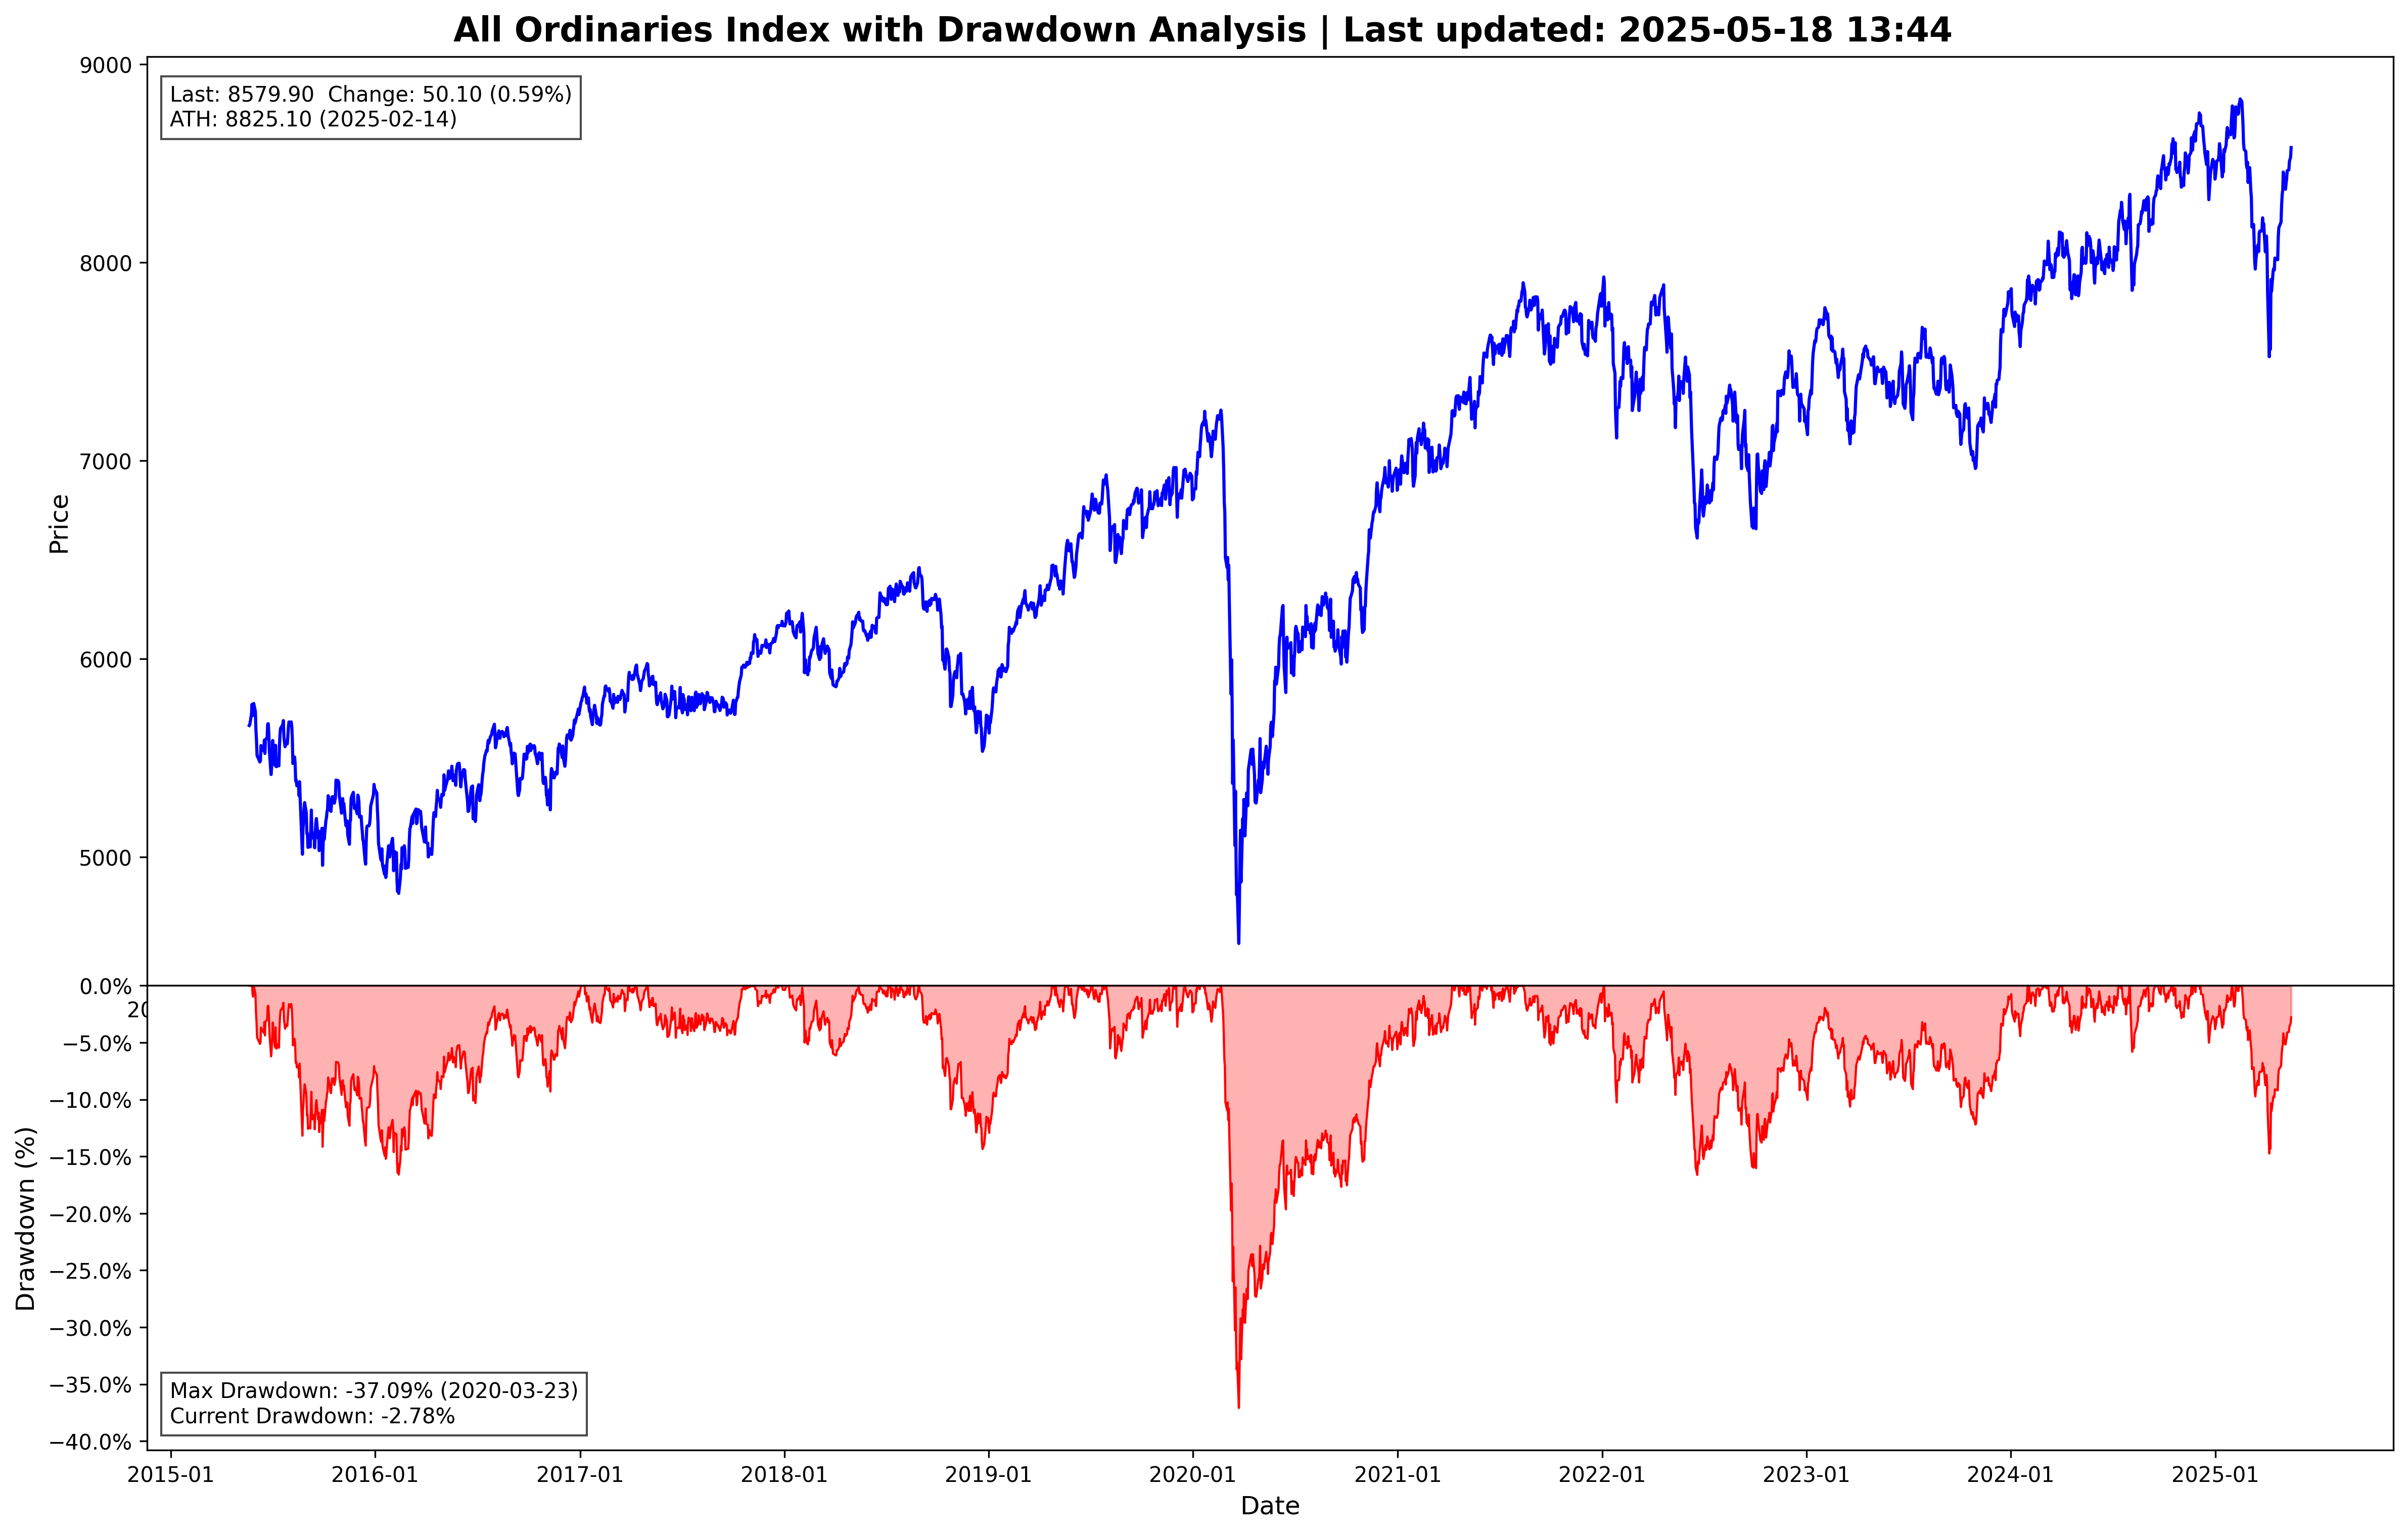 All Ordinaries Index with Drawdown Analysis | Last updated: 2025-05-18 13:44
9000
Last: 8579.90  Change: 50.10 (0.59%)
ATH: 8825.10 (2025-02-14)
8000
7000
Price
6000
5000
0.0%
20
−5.0%
−10.0%
Drawdown (%)
−15.0%
−20.0%
−25.0%
−30.0%
−35.0%
−40.0%
Max Drawdown: -37.09% (2020-03-23)
Current Drawdown: -2.78%
2015-01 2016-01 2017-01 2018-01 2019-01 2020-01 2021-01 2022-01 2023-01 2024-01 2025-01
Date